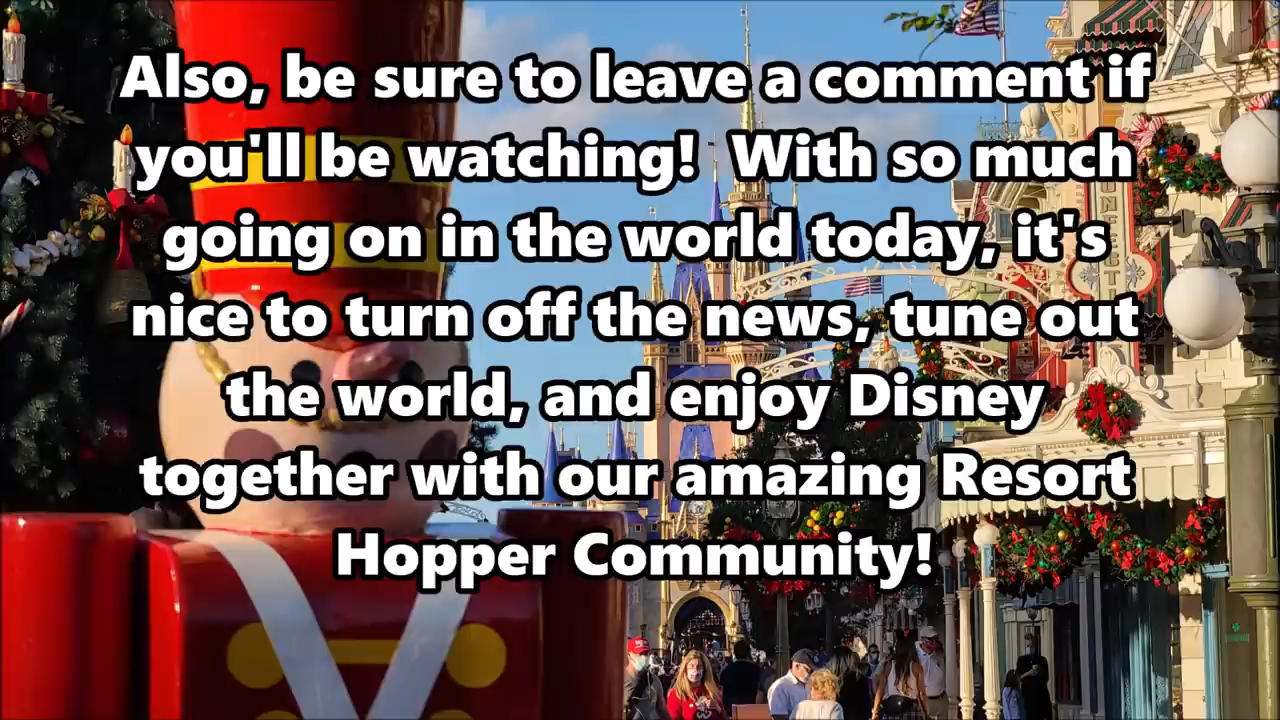 Also, be sure to leave a comment if
you'll be watching!  With so much
going on in the world today, it's
nice to turn off the news, tune out
the world, and enjoy Disney
together with our amazing Resort
Hopper Community!